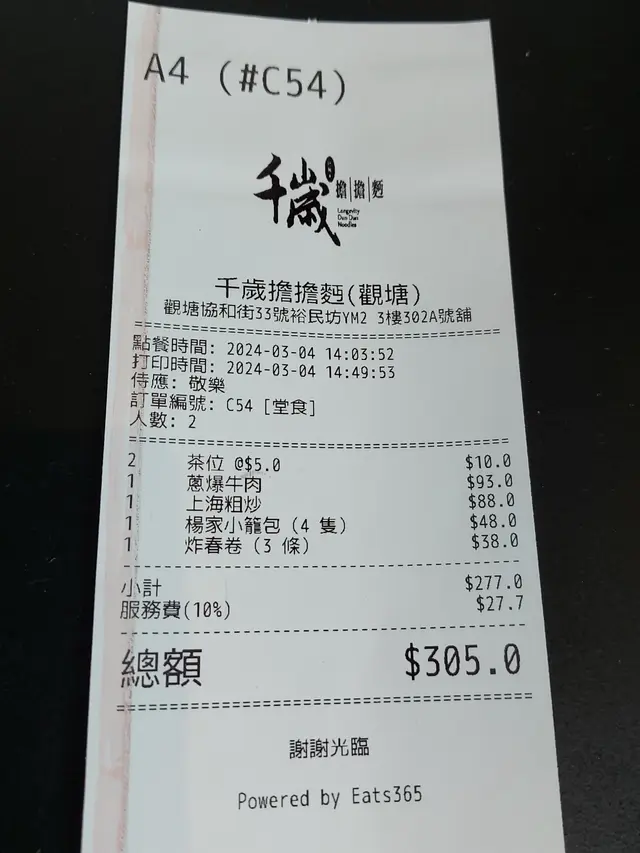 A4 (#C54)
千歲
擔擔麵
Longevity
Dan Dan
Noodles
千歲擔擔麪(觀塘)
觀塘協和街33號裕民坊YM2 3樓302A號舖
點餐時間: 2024-03-04 14:03:52
打印時間: 2024-03-04 14:49:53
侍應: 敬樂
訂單編號: C54 [堂食]
人數: 2
2 茶位 @$5.0 $10.0
1 蔥爆牛肉 $93.0
1 上海粗炒 $88.0
1 楊家小籠包 (4 隻) $48.0
1 炸春卷 (3 條) $38.0
小計 $277.0
服務費(10%) $27.7
總額 $305.0
謝謝光臨
Powered by Eats365